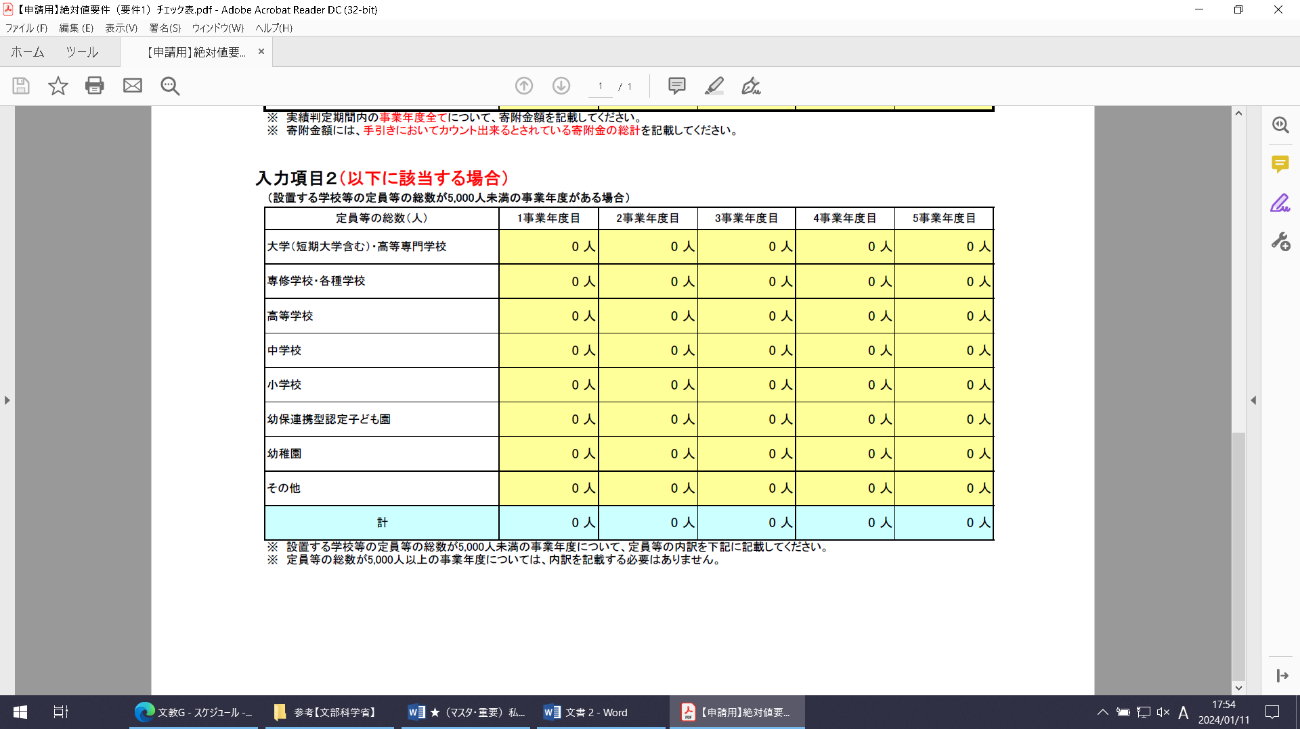 【申請用】絶対値要件（要件1）チェック表.pdf - Adobe Acrobat Reader DC (32-bit)
ファイル(F) 編集(E) 表示(V) 署名(S) ウィンドウ(W) ヘルプ(H)
ホーム ツール 【申請用】絶対値要... ×
1 / 1
※ 実績判定期間内の事業年度全てについて、寄附金額を記載してください。
※ 寄附金額には、手引きにおいてカウント出来るとされている寄附金の総計を記載してください。
入力項目2（以下に該当する場合）
（設置する学校等の定員等の総数が5,000人未満の事業年度がある場合）
定員等の総数（人） 1事業年度目 2事業年度目 3事業年度目 4事業年度目 5事業年度目
大学（短期大学含む）・高等専門学校 0 人 0 人 0 人 0 人 0 人
専修学校・各種学校 0 人 0 人 0 人 0 人 0 人
高等学校 0 人 0 人 0 人 0 人 0 人
中学校 0 人 0 人 0 人 0 人 0 人
小学校 0 人 0 人 0 人 0 人 0 人
幼保連携型認定子ども園 0 人 0 人 0 人 0 人 0 人
幼稚園 0 人 0 人 0 人 0 人 0 人
その他 0 人 0 人 0 人 0 人 0 人
計 0 人 0 人 0 人 0 人 0 人
※ 設置する学校等の定員等の総数が5,000人未満の事業年度について、定員等の内訳を下記に記載してください。
※ 定員等の総数が5,000人以上の事業年度については、内訳を記載する必要はありません。
文教G - スケジュール -... 参考【文部科学省】 ★（マスタ・重要）私... 文書 2 - Word 【申請用】絶対値要... A 17:54
2024/01/11